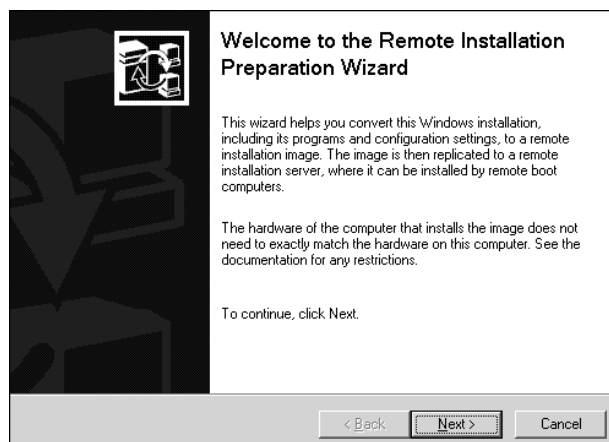 Welcome to the Remote Installation
Preparation Wizard
This wizard helps you convert this Windows installation,
including its programs and configuration settings, to a remote
installation image. The image is then replicated to a remote
installation server, where it can be installed by remote boot
computers.
The hardware of the computer that installs the image does not
need to exactly match the hardware on this computer. See the
documentation for any restrictions.
To continue, click Next.
< Back
Next >
Cancel